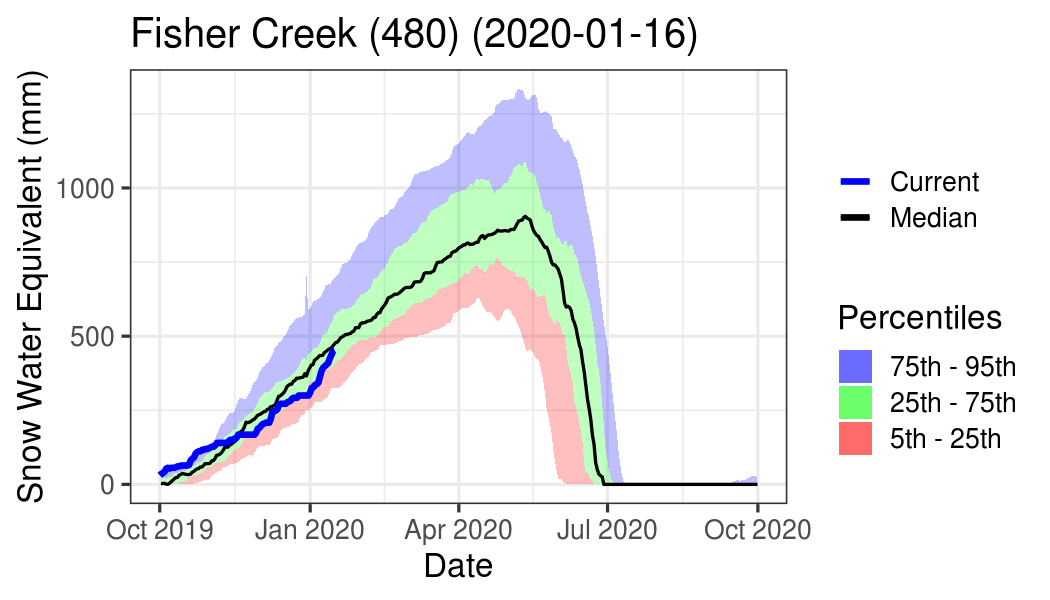 Fisher Creek (480) (2020-01-16)
Snow Water Equivalent (mm)
1000
500
0
Oct 2019 Jan 2020 Apr 2020 Jul 2020 Oct 2020
Date
Current
Median
Percentiles
75th - 95th
25th - 75th
5th - 25th